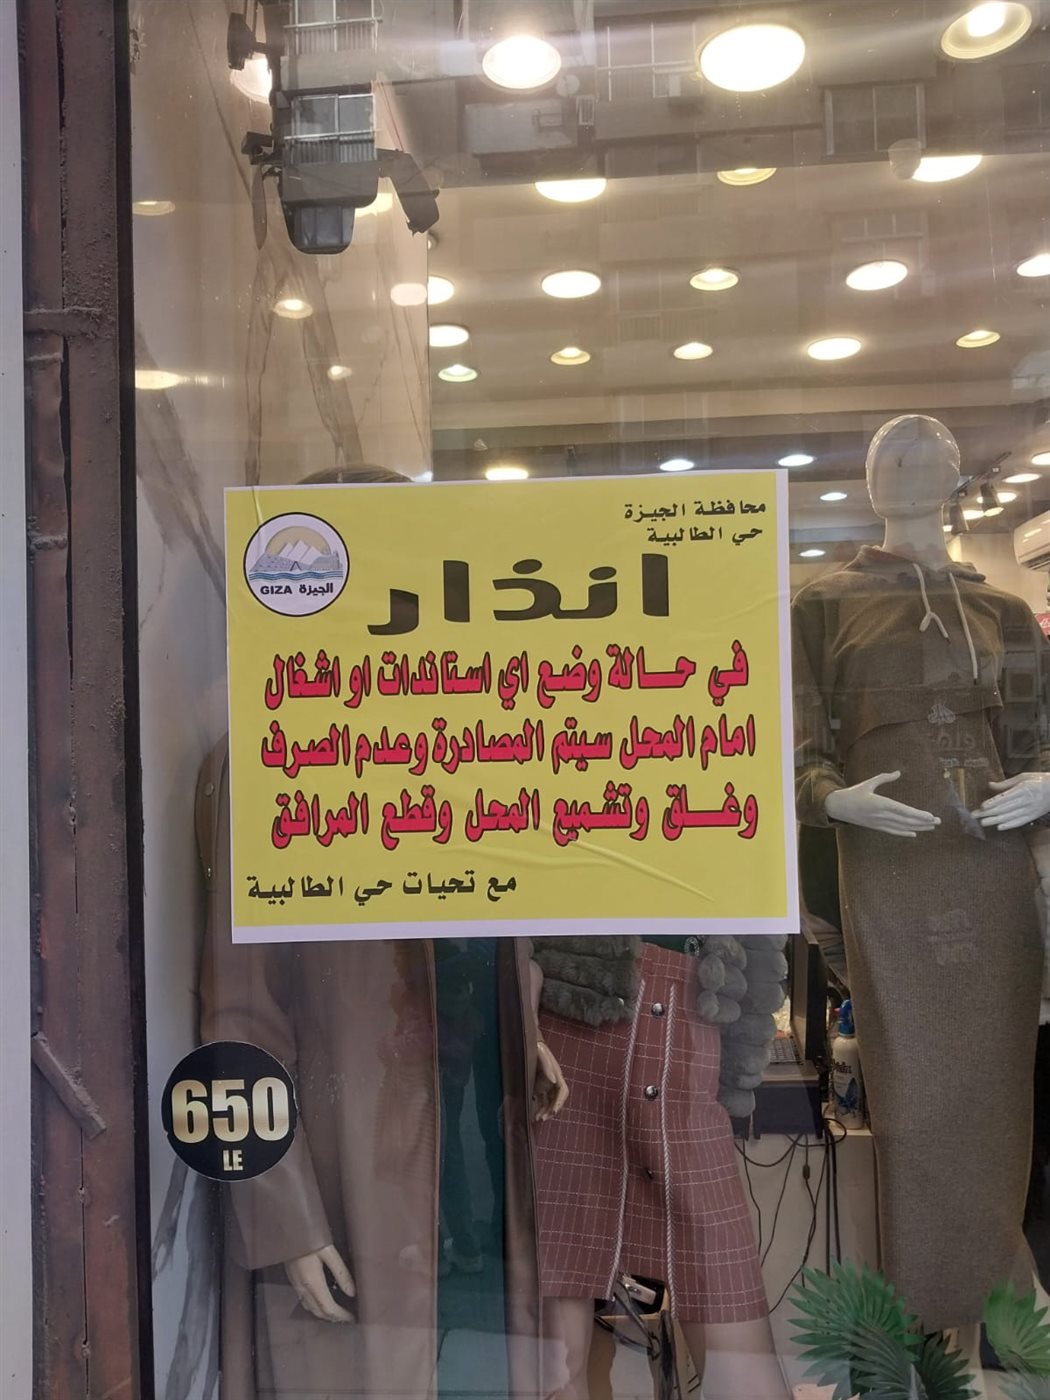 محافظة الجيزة
حي الطالبية
الجيزة GIZA
انذار
في حالة وضع اي استاندات او اشغال
امام المحل سيتم المصادرة وعدم الصرف
وغلق وتشميع المحل وقطع المرافق
مع تحيات حي الطالبية
650
LE